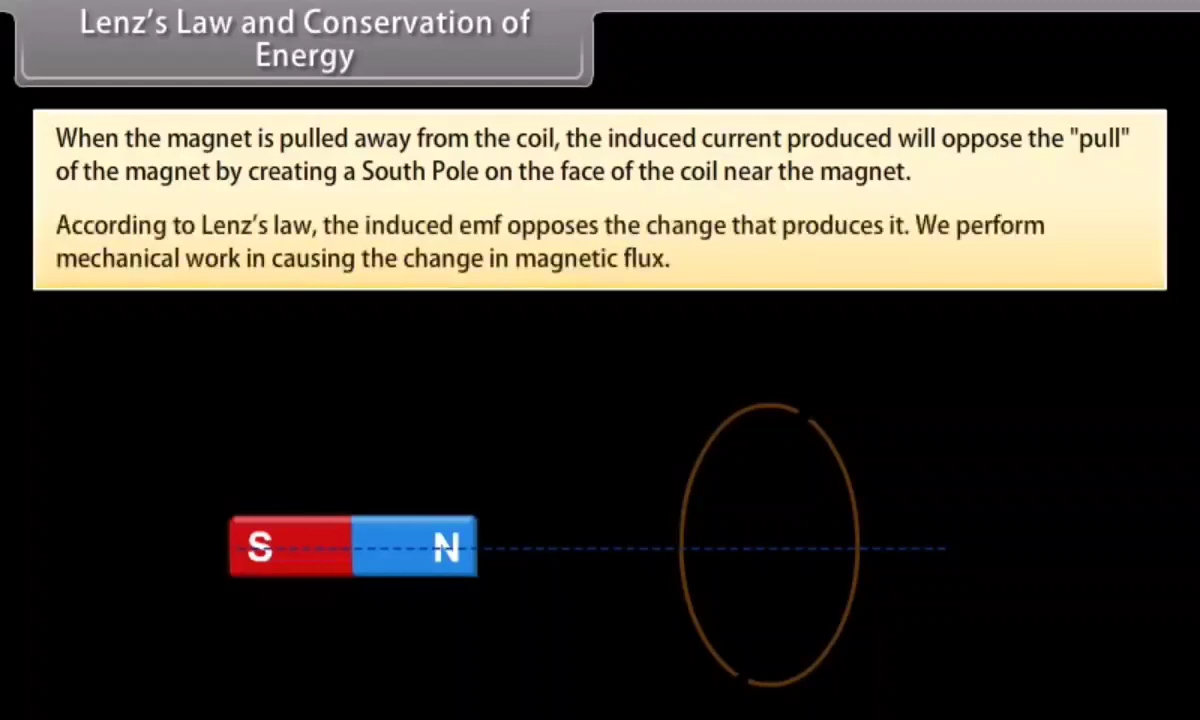 Lenz’s Law and Conservation of
Energy
When the magnet is pulled away from the coil, the induced current produced will oppose the "pull"
of the magnet by creating a South Pole on the face of the coil near the magnet.
According to Lenz’s law, the induced emf opposes the change that produces it. We perform
mechanical work in causing the change in magnetic flux.
S N